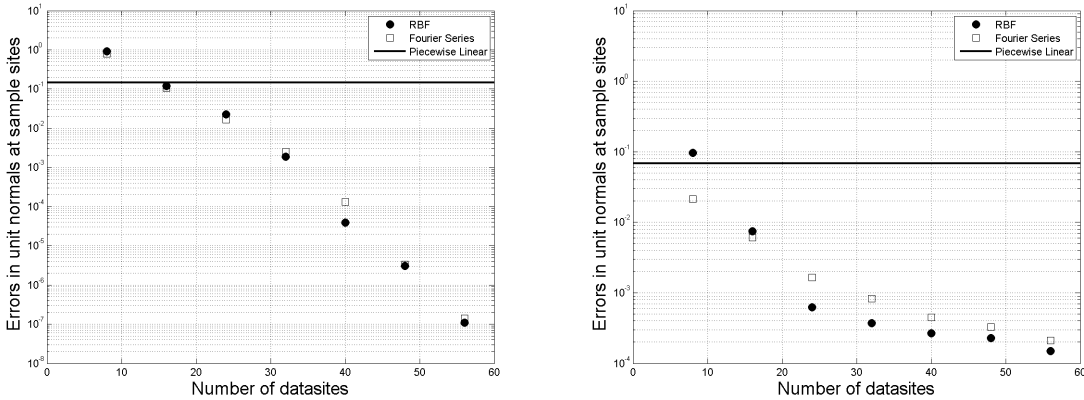 Errors in unit normals at sample sites
10^1
10^0
10^-1
10^-2
10^-3
10^-4
10^-5
10^-6
10^-7
10^-8
0 10 20 30 40 50 60
Number of datasites
RBF
Fourier Series
Piecewise Linear
Errors in unit normals at sample sites
10^1
10^0
10^-1
10^-2
10^-3
10^-4
0 10 20 30 40 50 60
Number of datasites
RBF
Fourier Series
Piecewise Linear